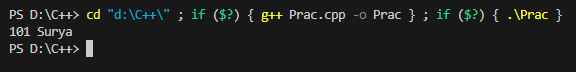 PS D:\C++> cd "d:\C++\" ; if ($?) { g++ Prac.cpp -o Prac } ; if ($?) { .\Prac }
101 Surya
PS D:\C++>